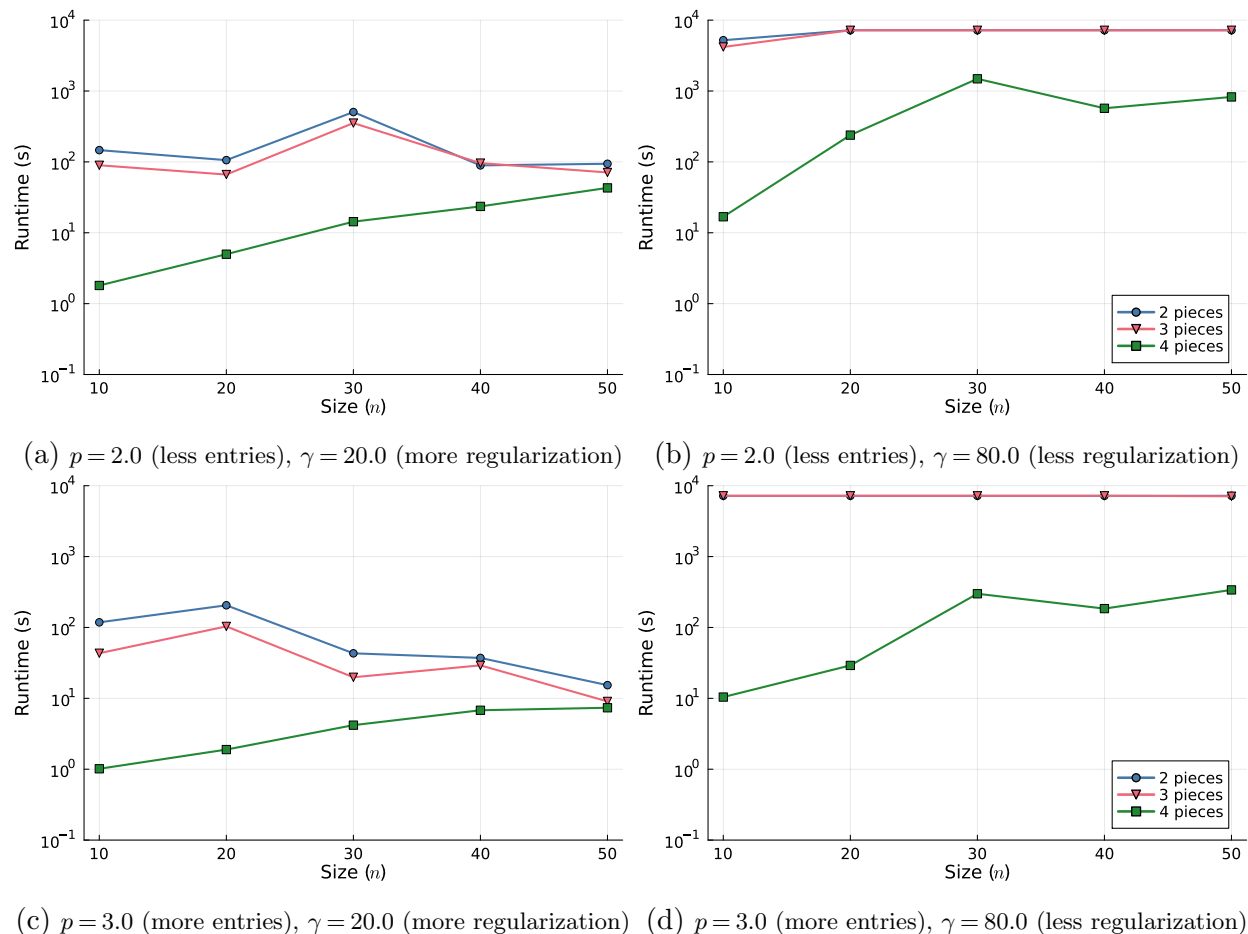 10^4
10^3
10^2
10^1
10^0
10^−1
Runtime (s)
10 20 30 40 50
Size (n)
10^4
10^3
10^2
10^1
10^0
10^−1
Runtime (s)
2 pieces
3 pieces
4 pieces
10 20 30 40 50
Size (n)
(a) p = 2.0 (less entries), γ = 20.0 (more regularization)
(b) p = 2.0 (less entries), γ = 80.0 (less regularization)
10^4
10^3
10^2
10^1
10^0
10^−1
Runtime (s)
10 20 30 40 50
Size (n)
10^4
10^3
10^2
10^1
10^0
10^−1
Runtime (s)
2 pieces
3 pieces
4 pieces
10 20 30 40 50
Size (n)
(c) p = 3.0 (more entries), γ = 20.0 (more regularization)
(d) p = 3.0 (more entries), γ = 80.0 (less regularization)